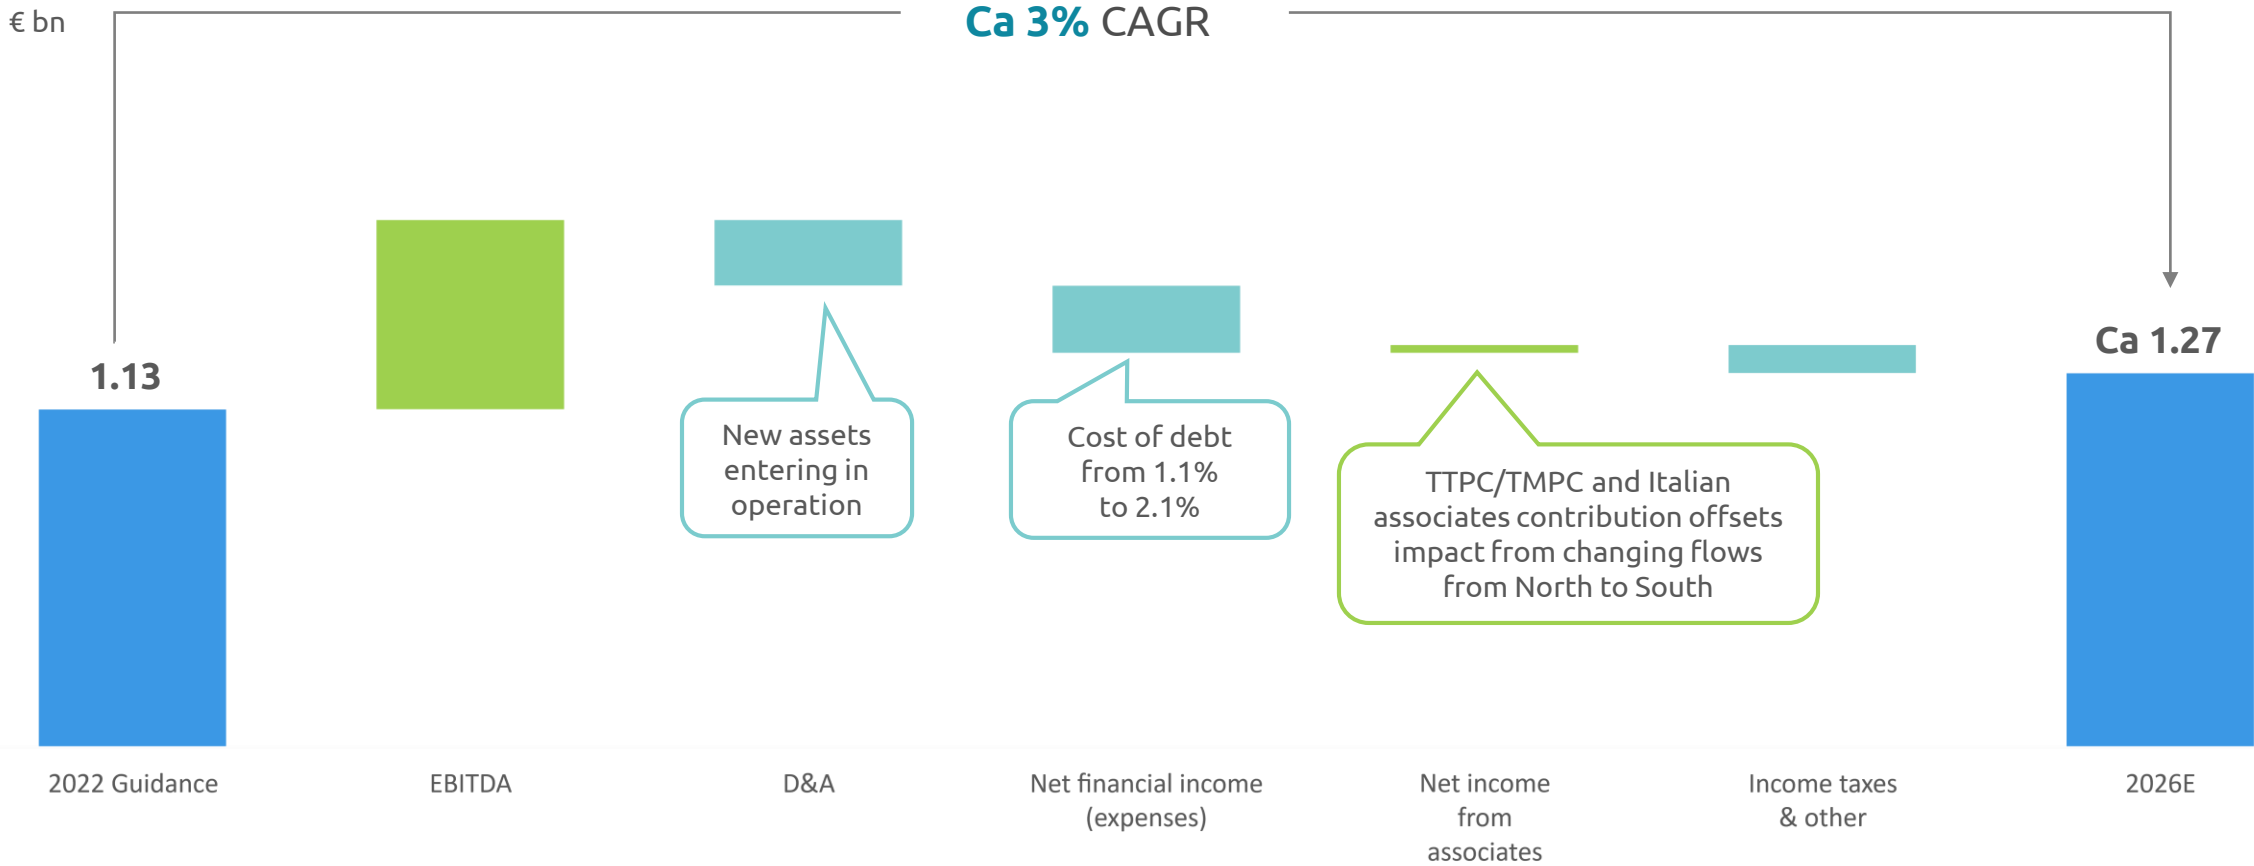 € bn
Ca 3% CAGR
1.13
Ca 1.27
New assets
entering in
operation
Cost of debt
from 1.1%
to 2.1%
TTPC/TMPC and Italian
associates contribution offsets
impact from changing flows
from North to South
2022 Guidance
EBITDA
D&A
Net financial income
(expenses)
Net income
from
associates
Income taxes
& other
2026E